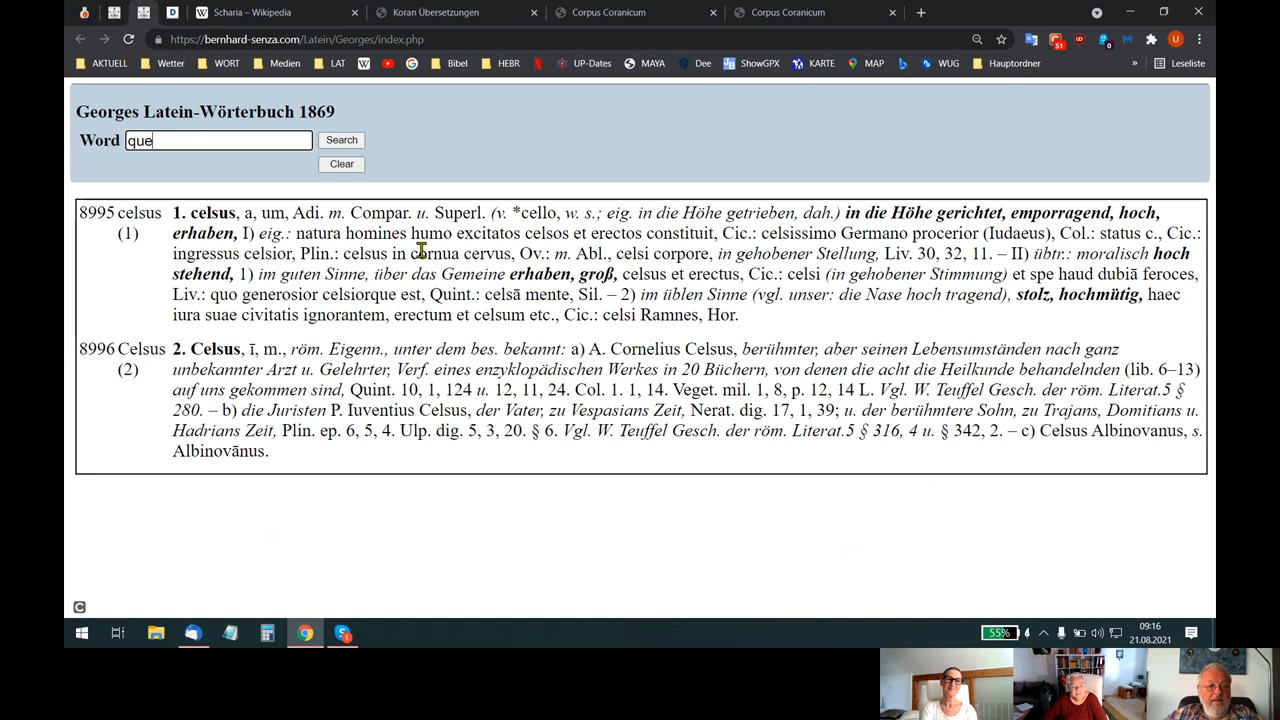 Scharia – Wikipedia
Koran Übersetzungen
Corpus Coranicum
Corpus Coranicum
https://bernhard-senza.com/Latein/Georges/index.php
AKTUELL Wetter WORT Medien LAT Bibel HEBR UP-Dates MAYA Dee ShowGPX KARTE MAP WUG Hauptordner » Leseliste
Georges Latein-Wörterbuch 1869
Word que Search
Clear
8995 celsus 1. celsus, a, um, Adi. m. Compar. u. Superl. (v. *cello, w. s.; eig. in die Höhe getrieben, dah.) in die Höhe gerichtet, emporragend, hoch,
(1) erhaben, I) eig.: natura homines humo excitatos celsos et erectos constituit, Cic.: celsissimo Germano procerior (Iudaeus), Col.: status c., Cic.:
ingressus celsior, Plin.: celsus in cornua cervus, Ov.: m. Abl., celsi corpore, in gehobener Stellung, Liv. 30, 32, 11. – II) übtr.: moralisch hoch
stehend, 1) im guten Sinne, über das Gemeine erhaben, groß, celsus et erectus, Cic.: celsi (in gehobener Stimmung) et spe haud dubiā feroces,
Liv.: quo generosior celsiorque est, Quint.: celsā mente, Sil. – 2) im üblen Sinne (vgl. unser: die Nase hoch tragend), stolz, hochmütig, haec
iura suae civitatis ignorantem, erectum et celsum etc., Cic.: celsi Ramnes, Hor.
8996 Celsus 2. Celsus, ī, m., röm. Eigenn., unter dem bes. bekannt: a) A. Cornelius Celsus, berühmter, aber seinen Lebensumständen nach ganz
(2) unbekannter Arzt u. Gelehrter, Verf. eines enzyklopädischen Werkes in 20 Büchern, von denen die acht die Heilkunde behandelnden (lib. 6–13)
auf uns gekommen sind, Quint. 10, 1, 124 u. 12, 11, 24. Col. 1. 1, 14. Veget. mil. 1, 8, p. 12, 14 L. Vgl. W. Teuffel Gesch. der röm. Literat.5 §
280. – b) die Juristen P. Iuventius Celsus, der Vater, zu Vespasians Zeit, Nerat. dig. 17, 1, 39; u. der berühmtere Sohn, zu Trajans, Domitians u.
Hadrians Zeit, Plin. ep. 6, 5, 4. Ulp. dig. 5, 3, 20. § 6. Vgl. W. Teuffel Gesch. der röm. Literat.5 § 316, 4 u. § 342, 2. – c) Celsus Albinovanus, s.
Albinovānus.
55% 09:16
21.08.2021